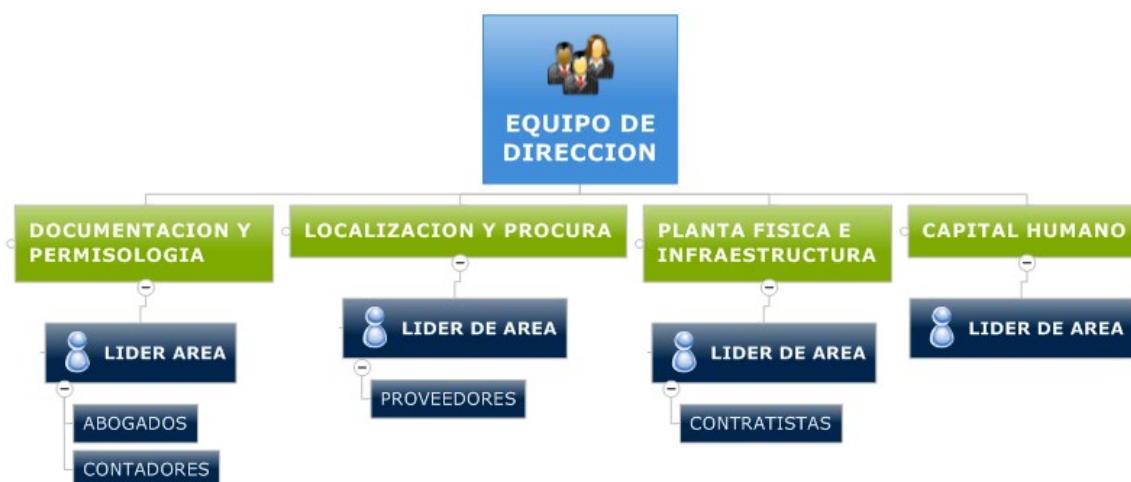 EQUIPO DE
DIRECCION
DOCUMENTACION Y
PERMISOLOGIA
LOCALIZACION Y PROCURA
PLANTA FISICA E
INFRAESTRUCTURA
CAPITAL HUMANO
LIDER AREA
LIDER DE AREA
LIDER DE AREA
LIDER DE AREA
ABOGADOS
CONTADORES
PROVEEDORES
CONTRATISTAS